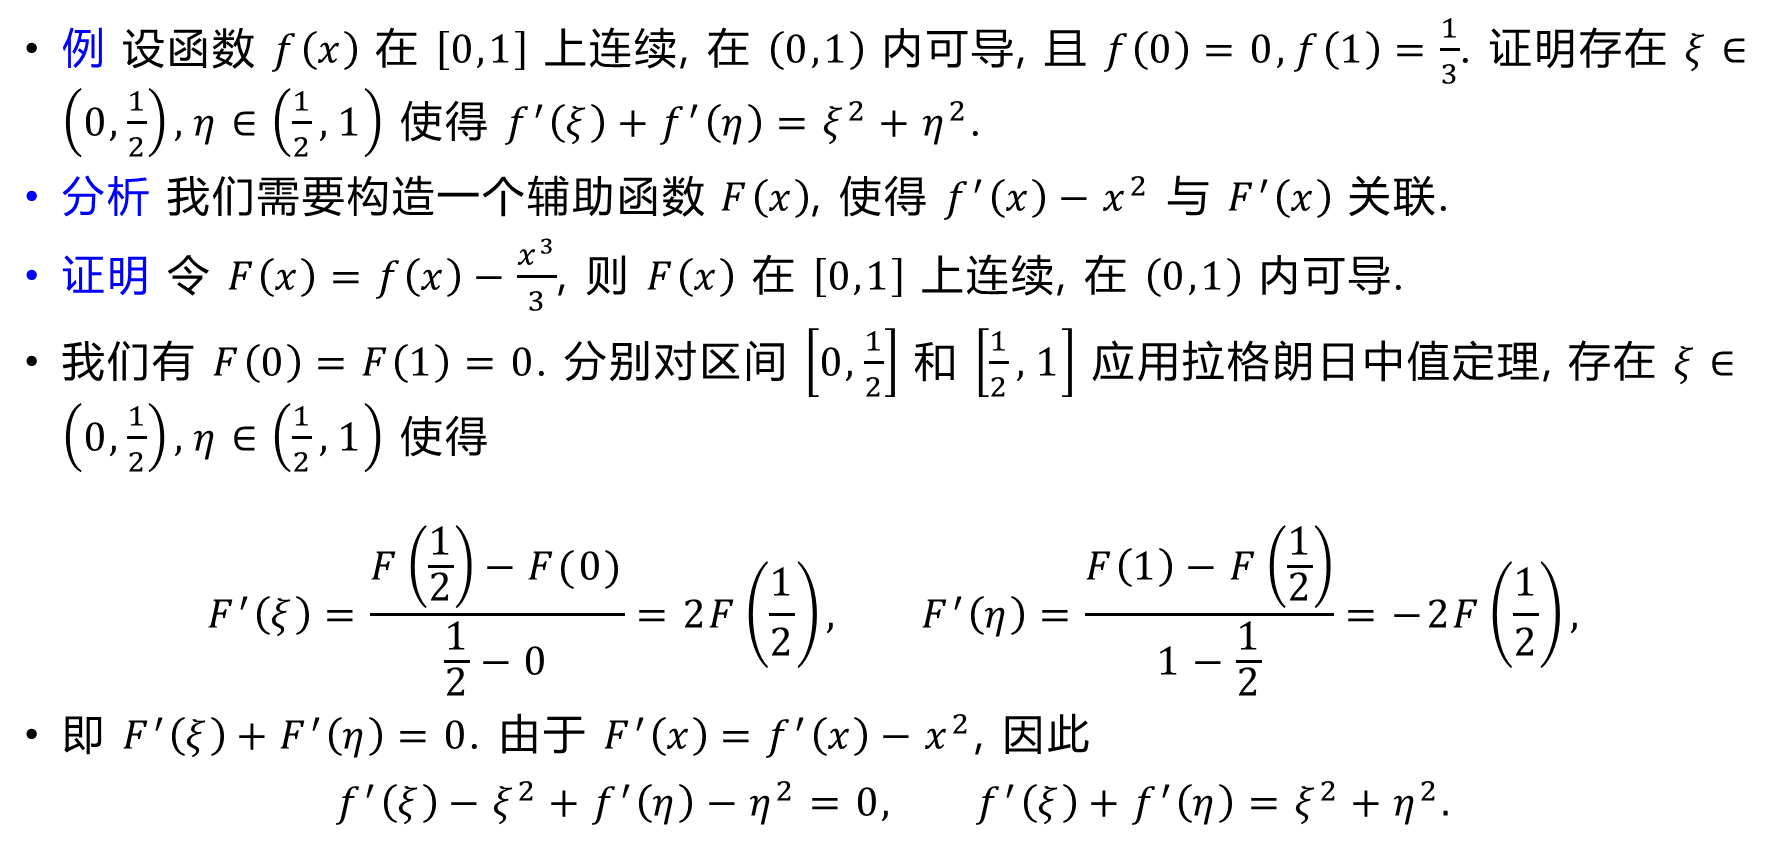 • 例 设函数 f(x) 在 [0,1] 上连续, 在 (0,1) 内可导, 且 f(0) = 0, f(1) = 1/3. 证明存在 ξ ∈
(0, 1/2), η ∈ (1/2, 1) 使得 f′(ξ) + f′(η) = ξ² + η².
• 分析 我们需要构造一个辅助函数 F(x), 使得 f′(x) − x² 与 F′(x) 关联.
• 证明 令 F(x) = f(x) − x³/3, 则 F(x) 在 [0,1] 上连续, 在 (0,1) 内可导.
• 我们有 F(0) = F(1) = 0. 分别对区间 [0, 1/2] 和 [1/2, 1] 应用拉格朗日中值定理, 存在 ξ ∈
(0, 1/2), η ∈ (1/2, 1) 使得
F′(ξ) = (F(1/2) − F(0))/(1/2 − 0) = 2F(1/2), F′(η) = (F(1) − F(1/2))/(1 − 1/2) = −2F(1/2),
• 即 F′(ξ) + F′(η) = 0. 由于 F′(x) = f′(x) − x², 因此
f′(ξ) − ξ² + f′(η) − η² = 0, f′(ξ) + f′(η) = ξ² + η².